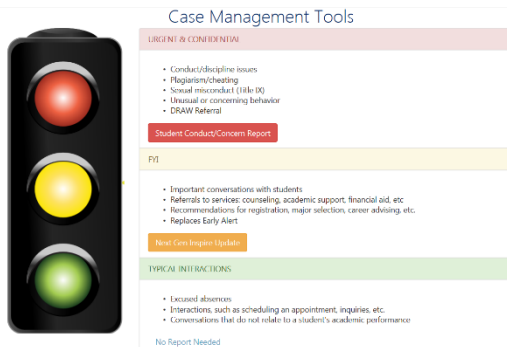 Case Management Tools
URGENT & CONFIDENTIAL
• Conduct/discipline issues
• Plagiarism/cheating
• Sexual misconduct (Title IX)
• Unusual or concerning behavior
• DRAW Referral
Student Conduct/Concern Report
FYI
• Important conversations with students
• Referrals to services: counseling, academic support, financial aid, etc
• Recommendations for registration, major selection, career advising, etc.
• Replaces Early Alert
Next Gen Inspire Update
TYPICAL INTERACTIONS
• Excused absences
• Interactions, such as scheduling an appointment, inquiries, etc.
• Conversations that do not relate to a student's academic performance
No Report Needed